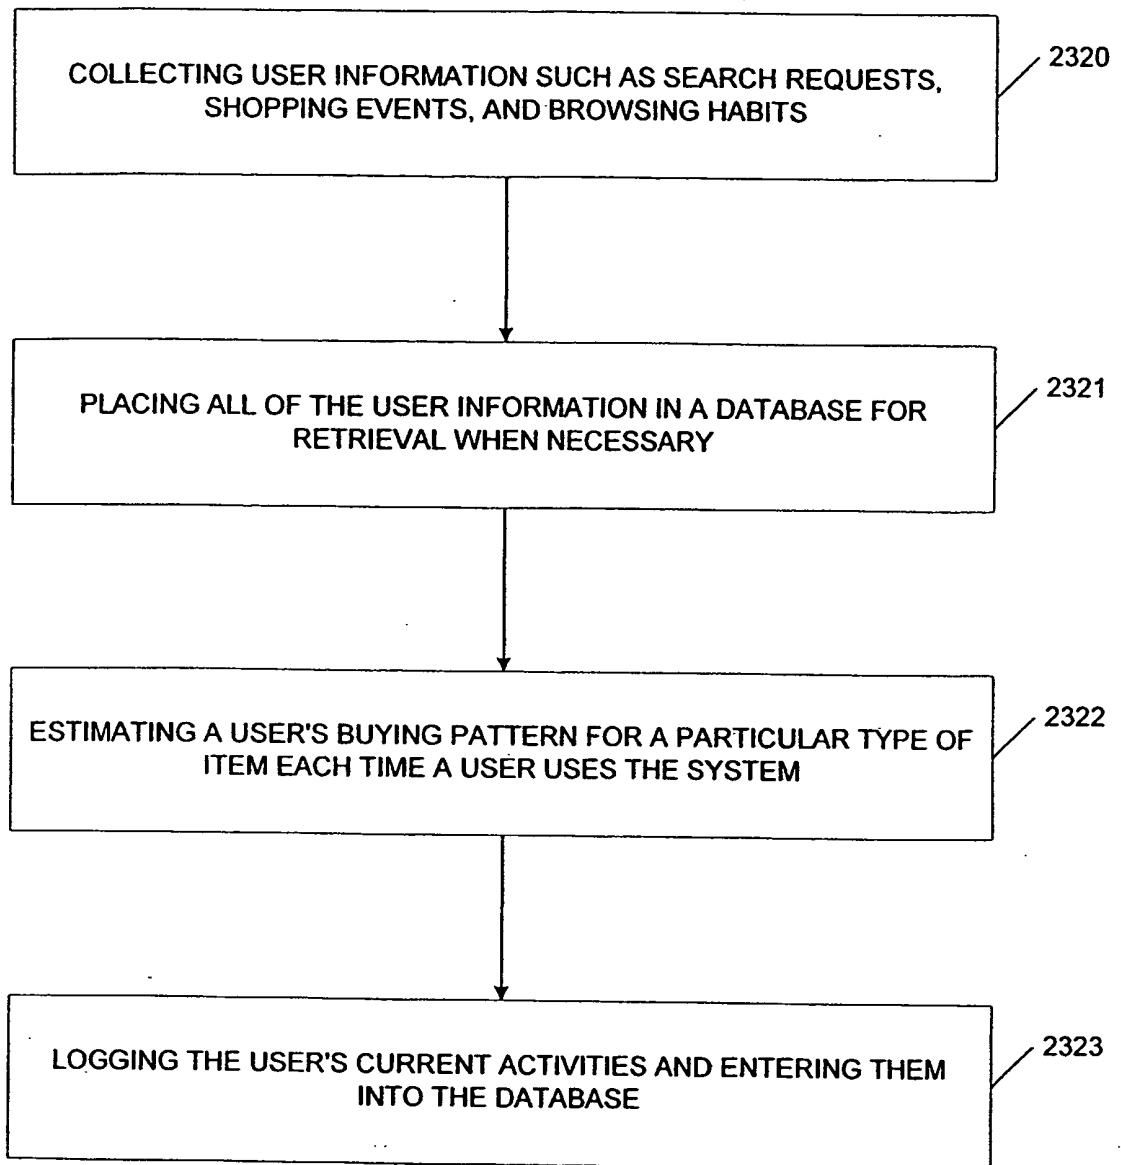 COLLECTING USER INFORMATION SUCH AS SEARCH REQUESTS,
SHOPPING EVENTS, AND BROWSING HABITS
2320
PLACING ALL OF THE USER INFORMATION IN A DATABASE FOR
RETRIEVAL WHEN NECESSARY
2321
ESTIMATING A USER'S BUYING PATTERN FOR A PARTICULAR TYPE OF
ITEM EACH TIME A USER USES THE SYSTEM
2322
LOGGING THE USER'S CURRENT ACTIVITIES AND ENTERING THEM
INTO THE DATABASE
2323